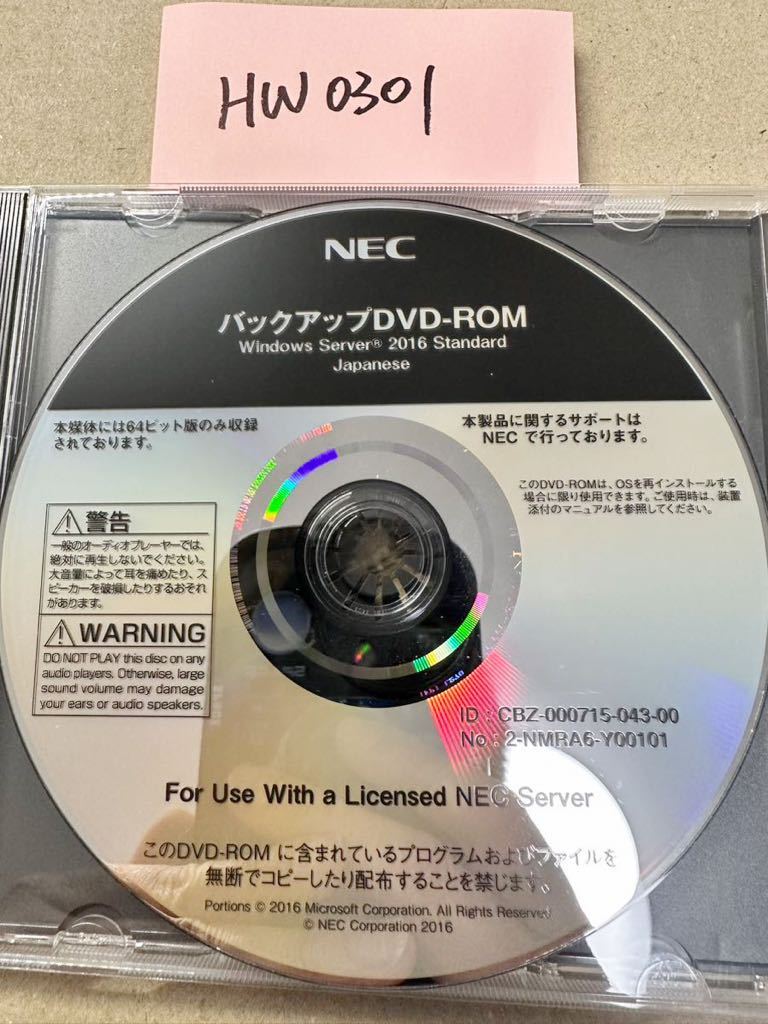 HW0301
NEC
バックアップDVD-ROM
Windows Server® 2016 Standard
Japanese
本媒体には64ビット版のみ収録
されております。
本製品に関するサポートは
NEC で行っております。
このDVD-ROMは、OSを再インストールする
場合に限り使用できます。ご使用時は、装置
添付のマニュアルを参照してください。
警告
一般のオーディオプレーヤーでは、
絶対に再生しないでください。
大音量によって耳を痛めたり、ス
ピーカーを破損したりするおそれ
があります。
WARNING
DO NOT PLAY this disc on any
audio players. Otherwise, large
sound volume may damage
your ears or audio speakers.
ID : CBZ-000715-043-00
No : 2-NMRA6-Y00101
For Use With a Licensed NEC Server
このDVD-ROM に含まれているプログラムおよびファイルを
無断でコピーしたり配布することを禁じます。
Portions © 2016 Microsoft Corporation. All Rights Reserved
© NEC Corporation 2016